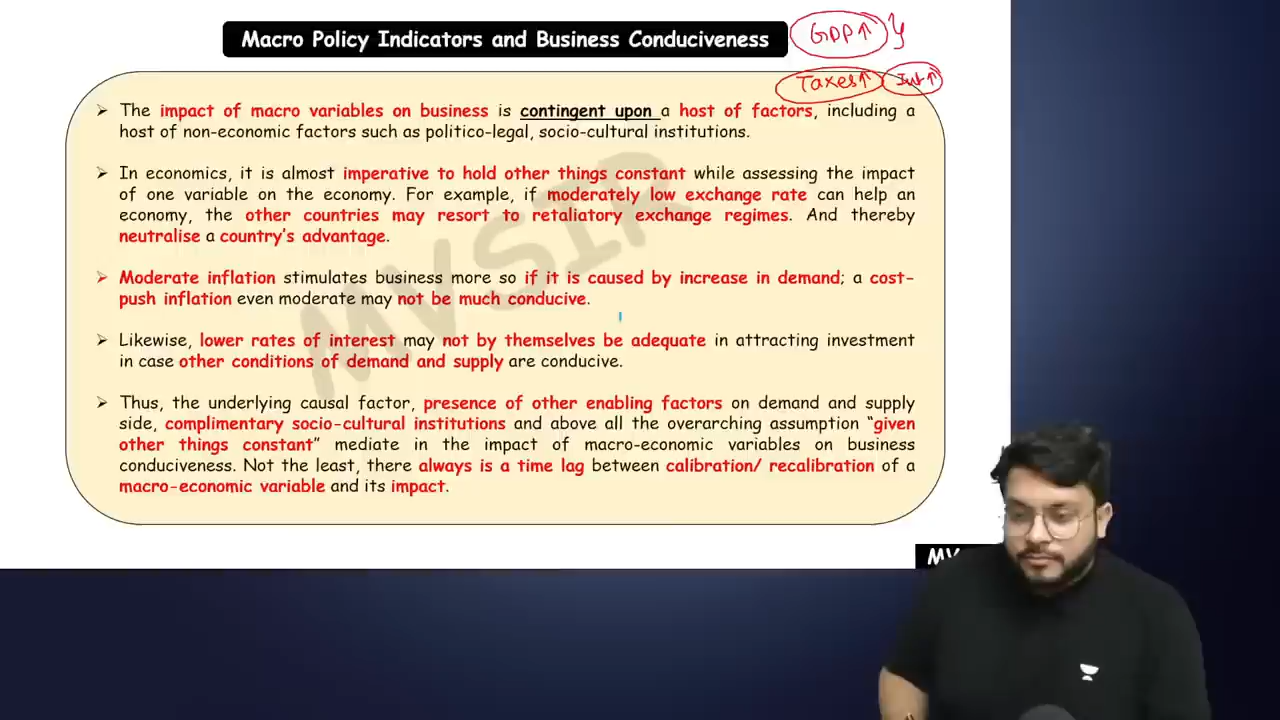 Macro Policy Indicators and Business Conduciveness
GDP↑ }
Taxes↑ Int↑
➤ The impact of macro variables on business is contingent upon a host of factors, including a
host of non-economic factors such as politico-legal, socio-cultural institutions.
➤ In economics, it is almost imperative to hold other things constant while assessing the impact
of one variable on the economy. For example, if moderately low exchange rate can help an
economy, the other countries may resort to retaliatory exchange regimes. And thereby
neutralise a country's advantage.
➤ Moderate inflation stimulates business more so if it is caused by increase in demand; a cost-
push inflation even moderate may not be much conducive.
➤ Likewise, lower rates of interest may not by themselves be adequate in attracting investment
in case other conditions of demand and supply are conducive.
➤ Thus, the underlying causal factor, presence of other enabling factors on demand and supply
side, complimentary socio-cultural institutions and above all the overarching assumption “given
other things constant” mediate in the impact of macro-economic variables on business
conduciveness. Not the least, there always is a time lag between calibration/ recalibration of a
macro-economic variable and its impact.
MVSIR